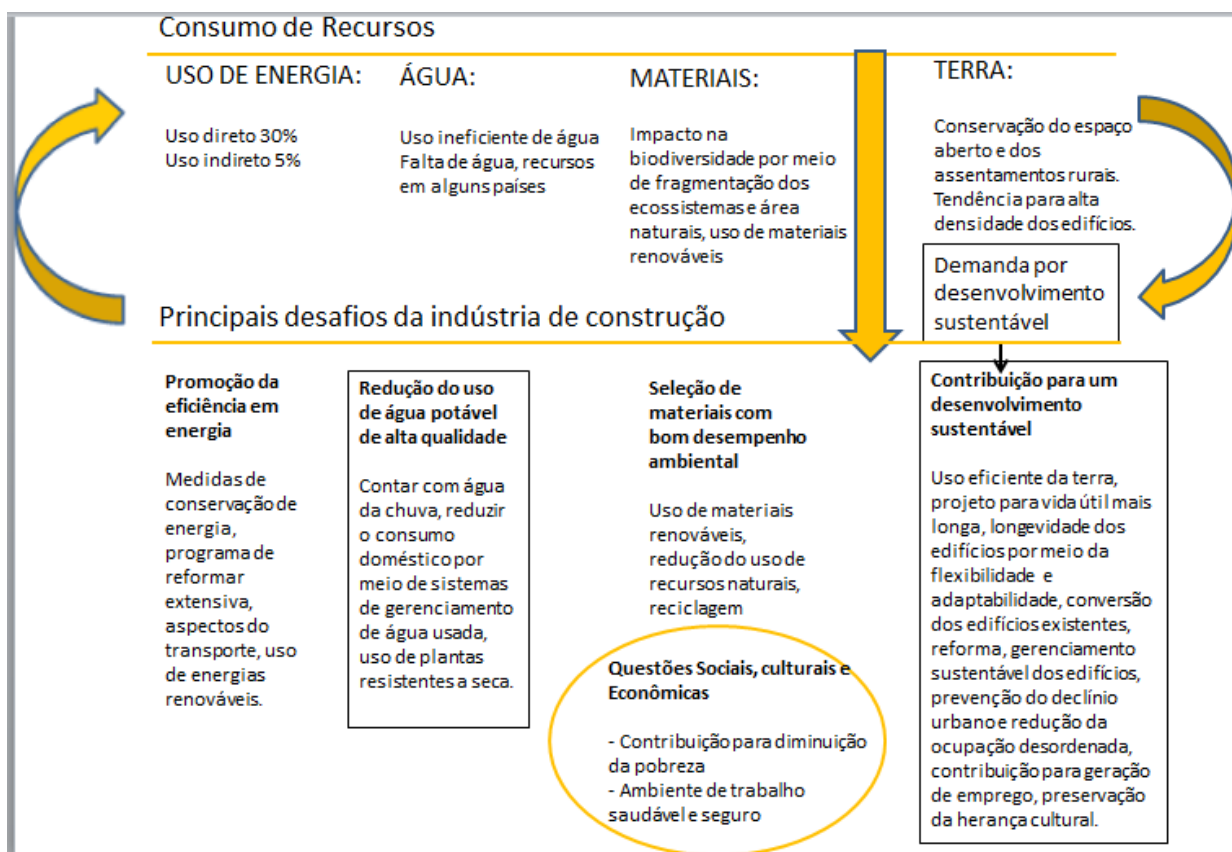 Consumo de Recursos
USO DE ENERGIA:
Uso direto 30%
Uso indireto 5%
ÁGUA:
Uso ineficiente de água
Falta de água, recursos
em alguns países
MATERIAIS:
Impacto na
biodiversidade por meio
de fragmentação dos
ecossistemas e área
naturais, uso de materiais
renováveis
TERRA:
Conservação do espaço
aberto e dos
assentamentos rurais.
Tendência para alta
densidade dos edifícios.
Demanda por
desenvolvimento
sustentável
Principais desafios da indústria de construção
Promoção da
eficiência em
energia
Medidas de
conservação de
energia,
programa de
reformar
extensiva,
aspectos do
transporte, uso
de energias
renováveis.
Redução do uso
de água potável
de alta qualidade
Contar com água
da chuva, reduzir
o consumo
doméstico por
meio de sistemas
de gerenciamento
de água usada,
uso de plantas
resistentes a seca.
Seleção de
materiais com
bom desempenho
ambiental
Uso de materiais
renováveis,
redução do uso de
recursos naturais,
reciclagem
Questões Sociais, culturais e
Econômicas
- Contribuição para diminuição
da pobreza
- Ambiente de trabalho
saudável e seguro
Contribuição para um
desenvolvimento
sustentável
Uso eficiente da terra,
projeto para vida útil mais
longa, longevidade dos
edifícios por meio da
flexibilidade e
adaptabilidade, conversão
dos edifícios existentes,
reforma, gerenciamento
sustentável dos edifícios,
prevenção do declínio
urbano e redução da
ocupação desordenada,
contribuição para geração
de emprego, preservação
da herança cultural.